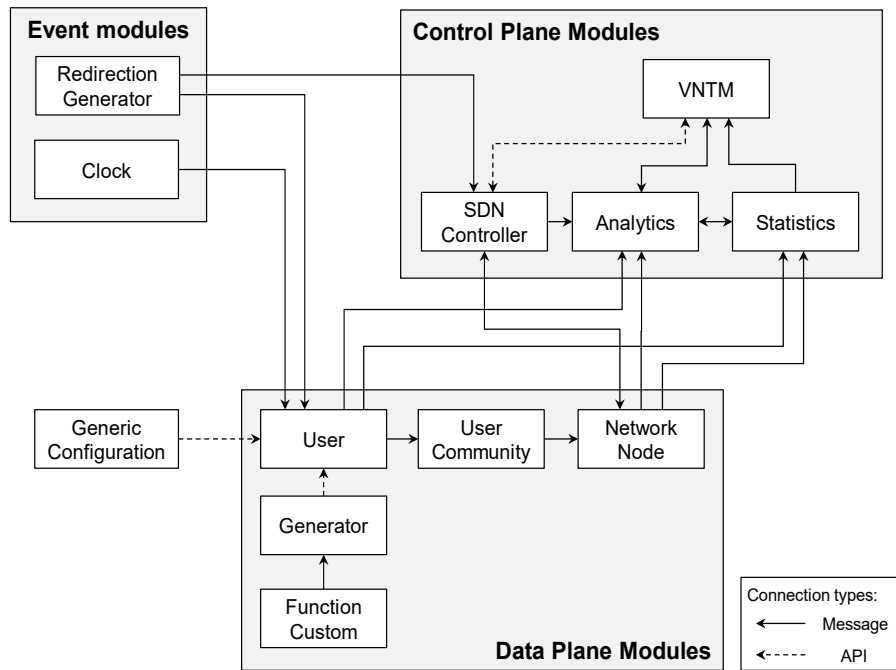 Event modules
Redirection
Generator
Clock
Control Plane Modules
VNTM
SDN
Controller
Analytics
Statistics
Generic
Configuration
User
User
Community
Network
Node
Generator
Function
Custom
Data Plane Modules
Connection types:
Message
API